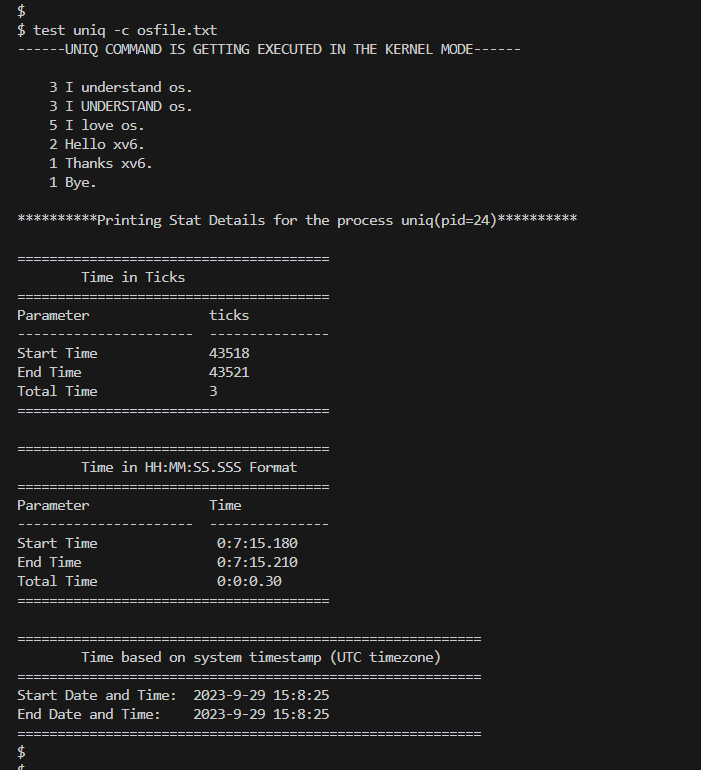 $
$ test uniq -c osfile.txt
------UNIQ COMMAND IS GETTING EXECUTED IN THE KERNEL MODE------
3 I understand os.
3 I UNDERSTAND os.
5 I love os.
2 Hello xv6.
1 Thanks xv6.
1 Bye.
**********Printing Stat Details for the process uniq(pid=24)**********
=======================================
Time in Ticks
=======================================
Parameter ticks
---------------------- ---------------
Start Time 43518
End Time 43521
Total Time 3
=======================================
=======================================
Time in HH:MM:SS.SSS Format
=======================================
Parameter Time
---------------------- ---------------
Start Time 0:7:15.180
End Time 0:7:15.210
Total Time 0:0:0.30
=======================================
==========================================================
Time based on system timestamp (UTC timezone)
==========================================================
Start Date and Time: 2023-9-29 15:8:25
End Date and Time: 2023-9-29 15:8:25
==========================================================
$
$